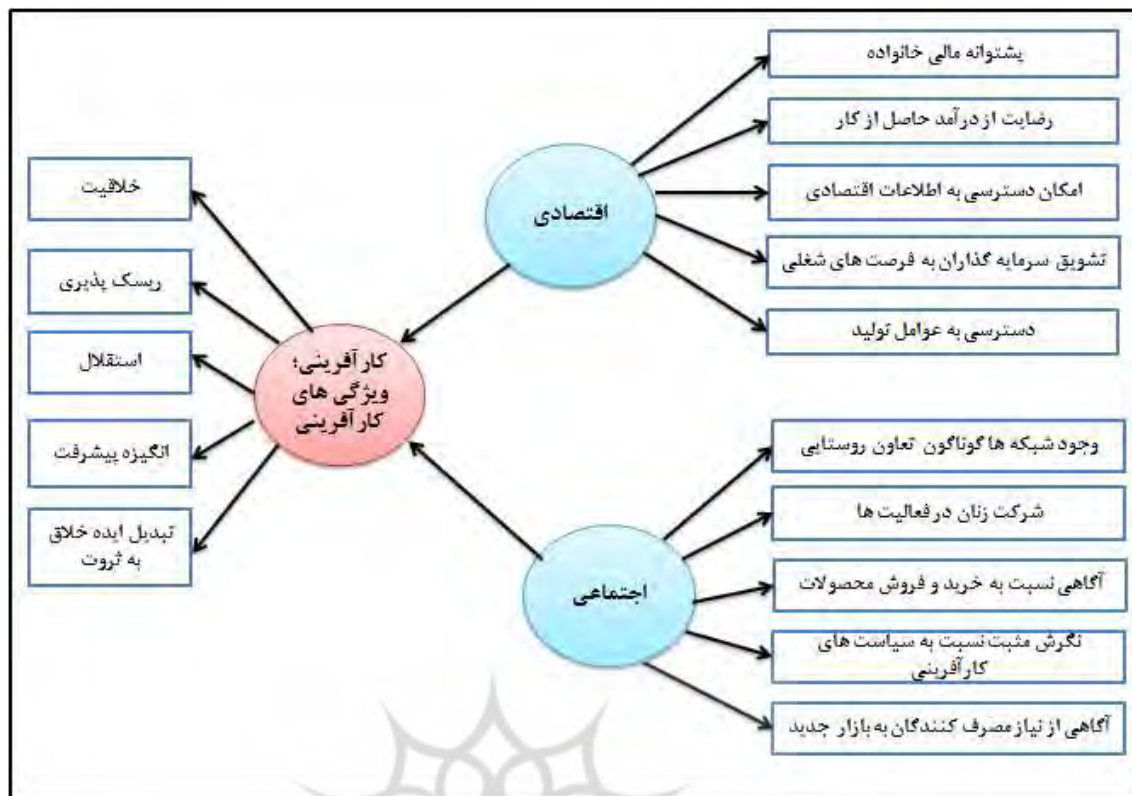 پشتوانه مالی خانواده
رضایت از درآمد حاصل از کار
امکان دسترسی به اطلاعات اقتصادی
تشویق سرمایه گذاران به فرصت های شغلی
دسترسی به عوامل تولید
اقتصادی
وجود شبکه ها گوناگون تعاون روستایی
شرکت زنان در فعالیت ها
آگاهی نسبت به خرید و فروش محصولات
نگرش مثبت نسبت به سیاست های
کارآفرینی
آگاهی از نیاز مصرف کنندگان به بازار جدید
اجتماعی
کارآفرینی؛
ویژگی های
کارآفرینی
خلاقیت
ریسک پذیری
استقلال
انگیزه پیشرفت
تبدیل ایده خلاق
به ثروت